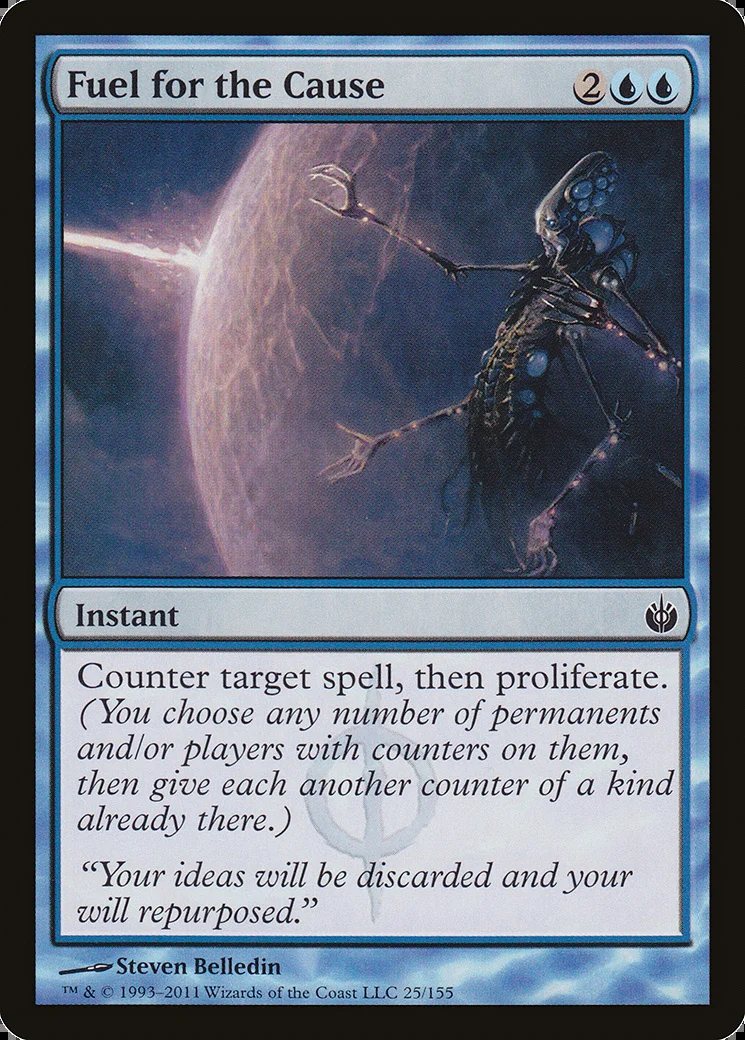 Fuel for the Cause 2
Instant
Counter target spell, then proliferate.
(You choose any number of permanents
and/or players with counters on them,
then give each another counter of a kind
already there.)
“Your ideas will be discarded and your
will repurposed.”
Steven Belledin
™ & © 1993–2011 Wizards of the Coast LLC 25/155